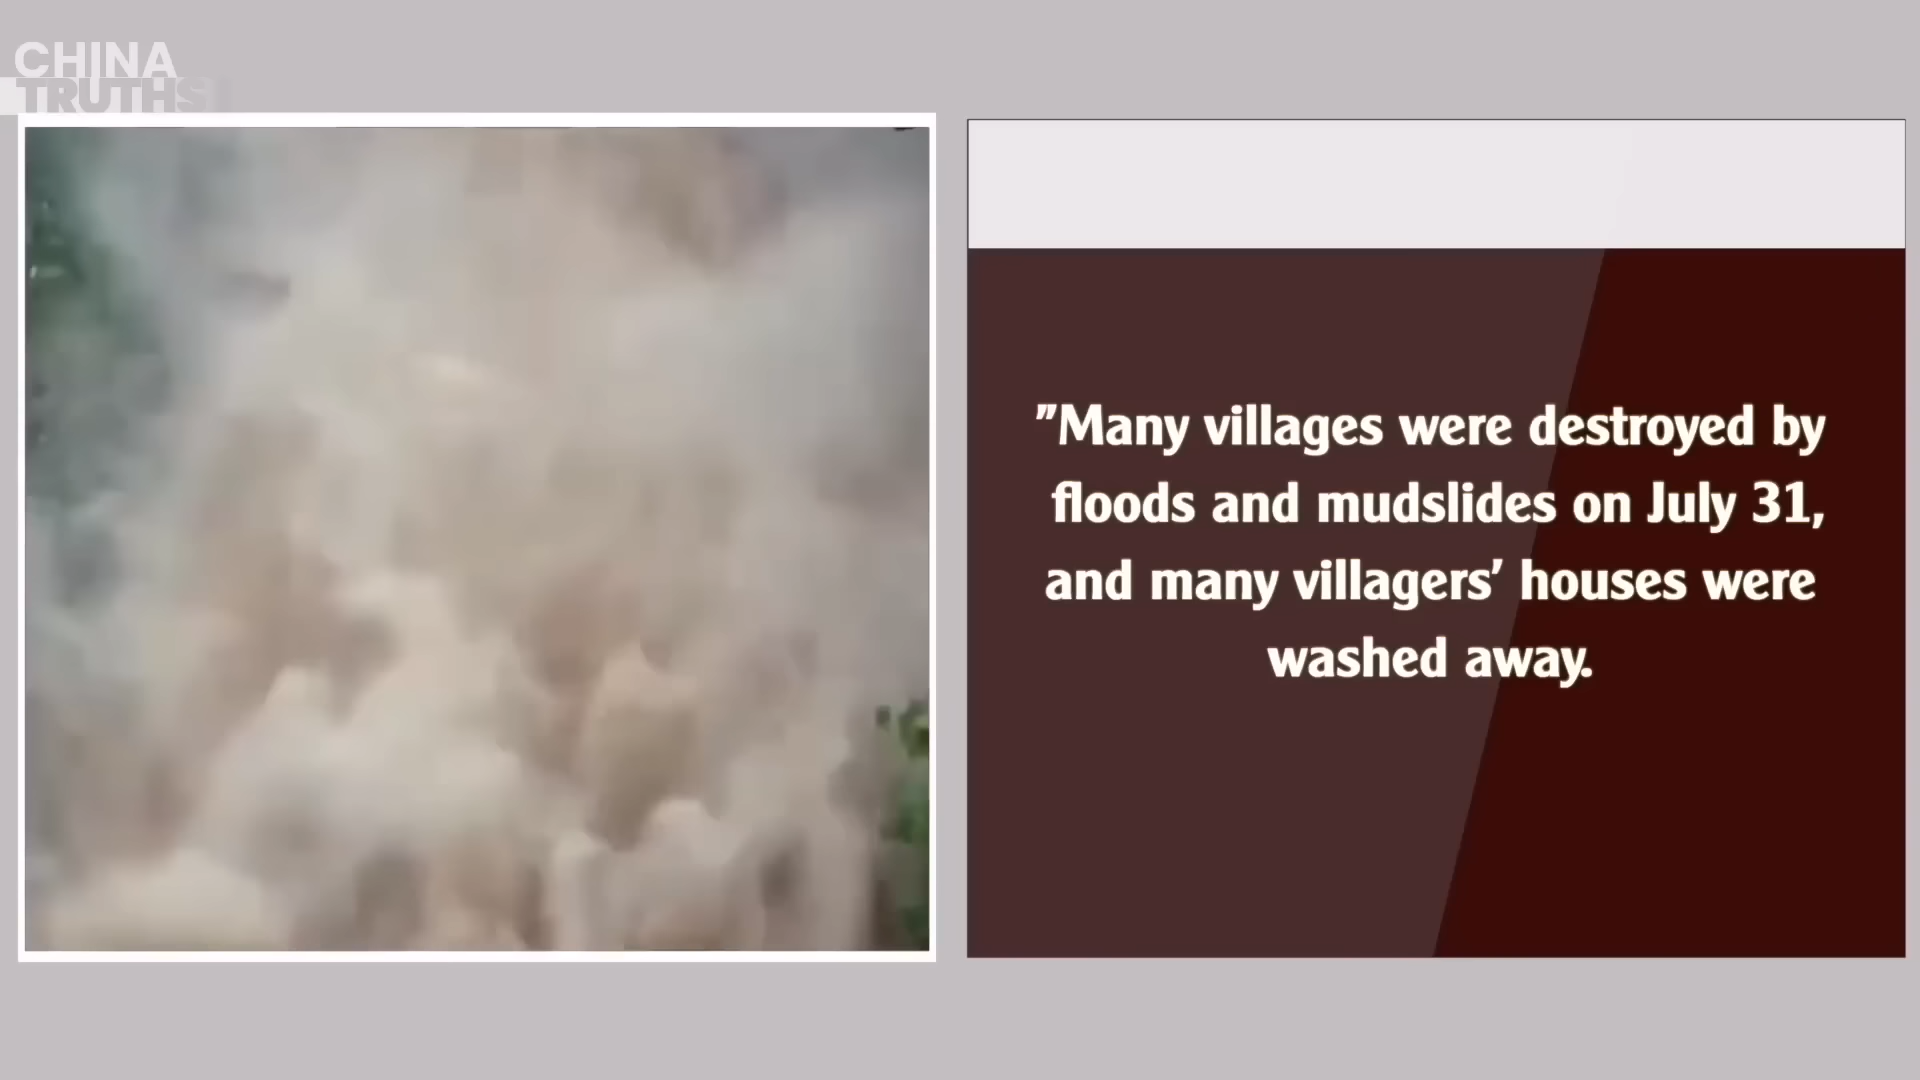 CHINA
TRUTHS
"Many villages were destroyed by
floods and mudslides on July 31,
and many villagers’ houses were
washed away.